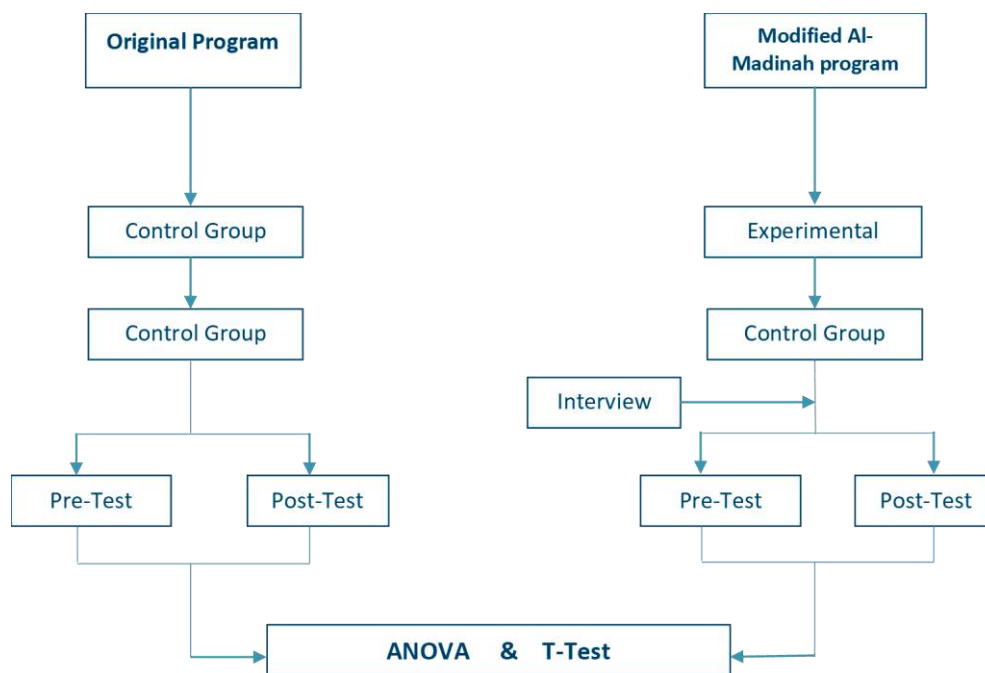 Original Program
Modified Al-
Madinah program
Control Group
Experimental
Control Group
Control Group
Interview
Pre-Test
Post-Test
Pre-Test
Post-Test
ANOVA & T-Test